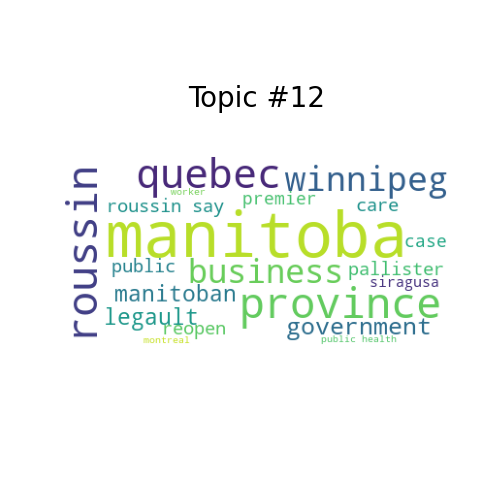 Topic #12
roussin
quebec
winnipeg
worker
premier
care
roussin say
manitoba
case
public
business
pallister
siragusa
manitoban
province
legault
government
reopen
montreal
public health